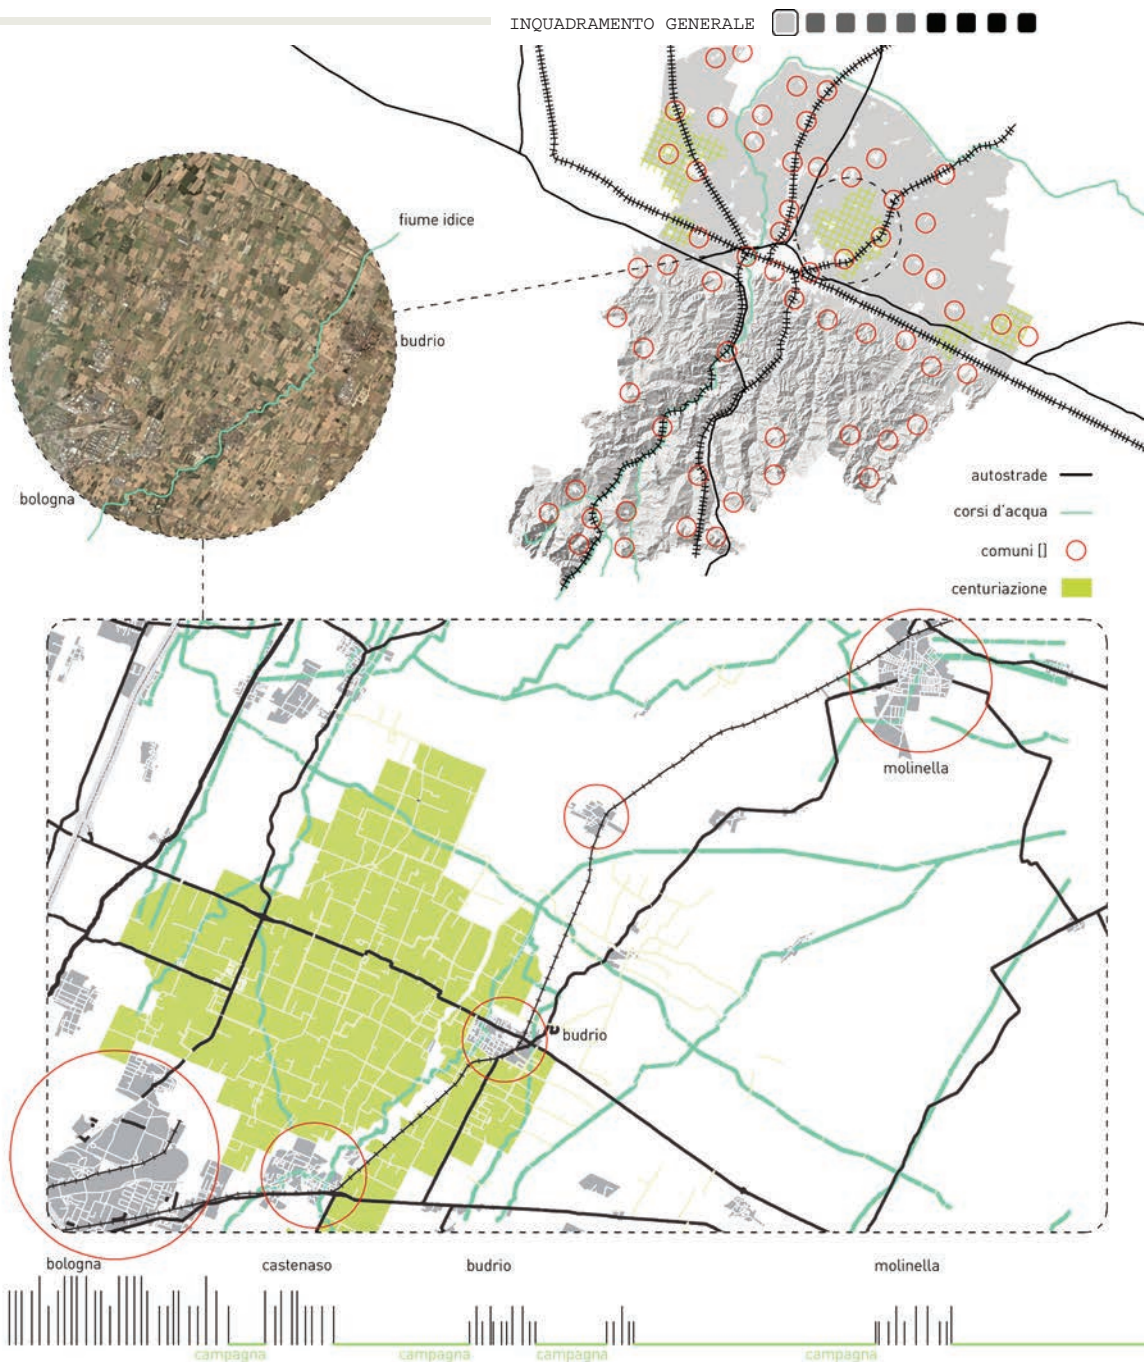 INQUADRAMENTO GENERALE
fiume idice
budrio
bologna
autostrade
corsi d'acqua
comuni []
centuriazione
molinella
budrio
bologna
castenaso
budrio
molinella
campagna
campagna
campagna
campagna